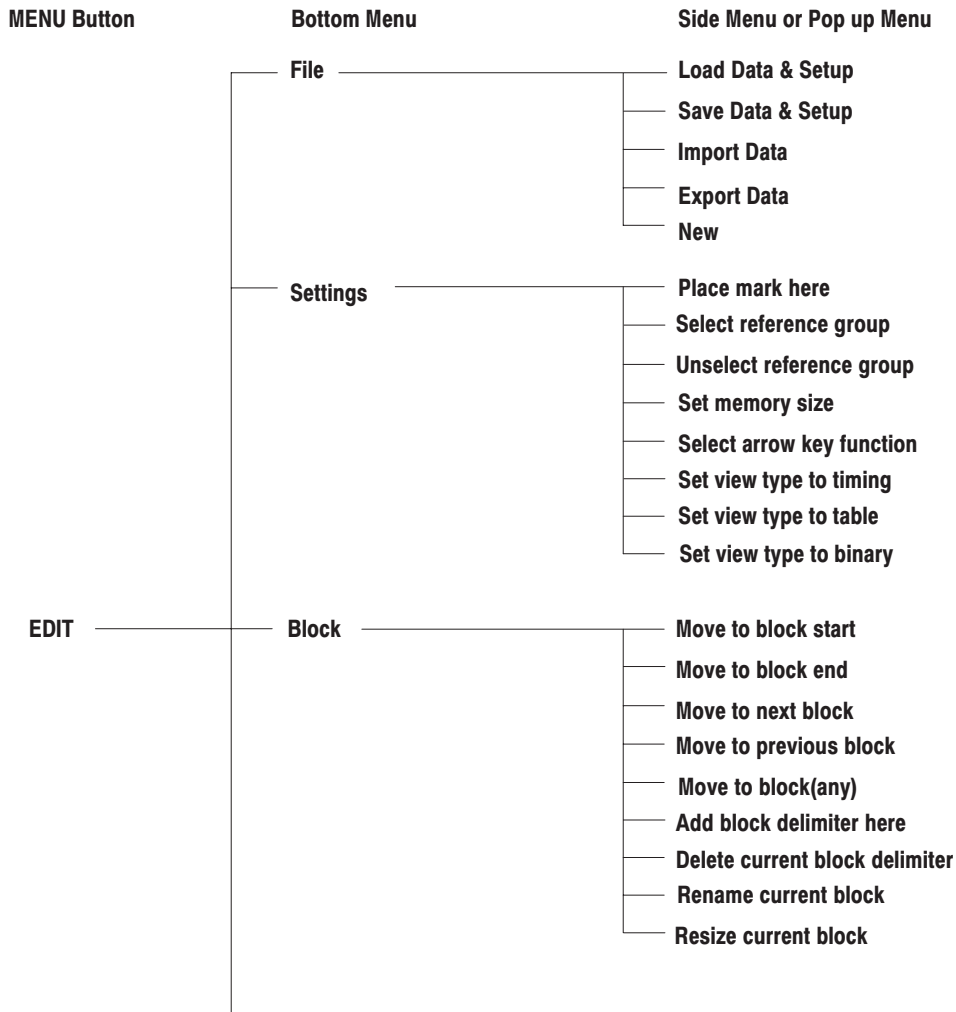 MENU Button Bottom Menu Side Menu or Pop up Menu
File Load Data & Setup
Save Data & Setup
Import Data
Export Data
New
Settings Place mark here
Select reference group
Unselect reference group
Set memory size
Select arrow key function
Set view type to timing
Set view type to table
Set view type to binary
EDIT Block Move to block start
Move to block end
Move to next block
Move to previous block
Move to block(any)
Add block delimiter here
Delete current block delimiter
Rename current block
Resize current block